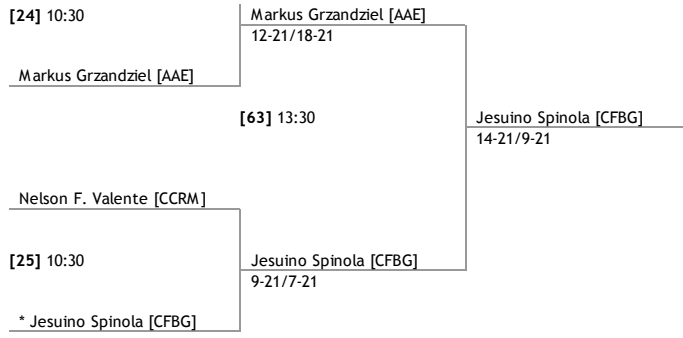 [24] 10:30
Markus Grzandziel [AAE]
12-21/18-21
Markus Grzandziel [AAE]
[63] 13:30
Jesuino Spinola [CFBG]
14-21/9-21
Nelson F. Valente [CCRM]
[25] 10:30
Jesuino Spinola [CFBG]
9-21/7-21
* Jesuino Spinola [CFBG]